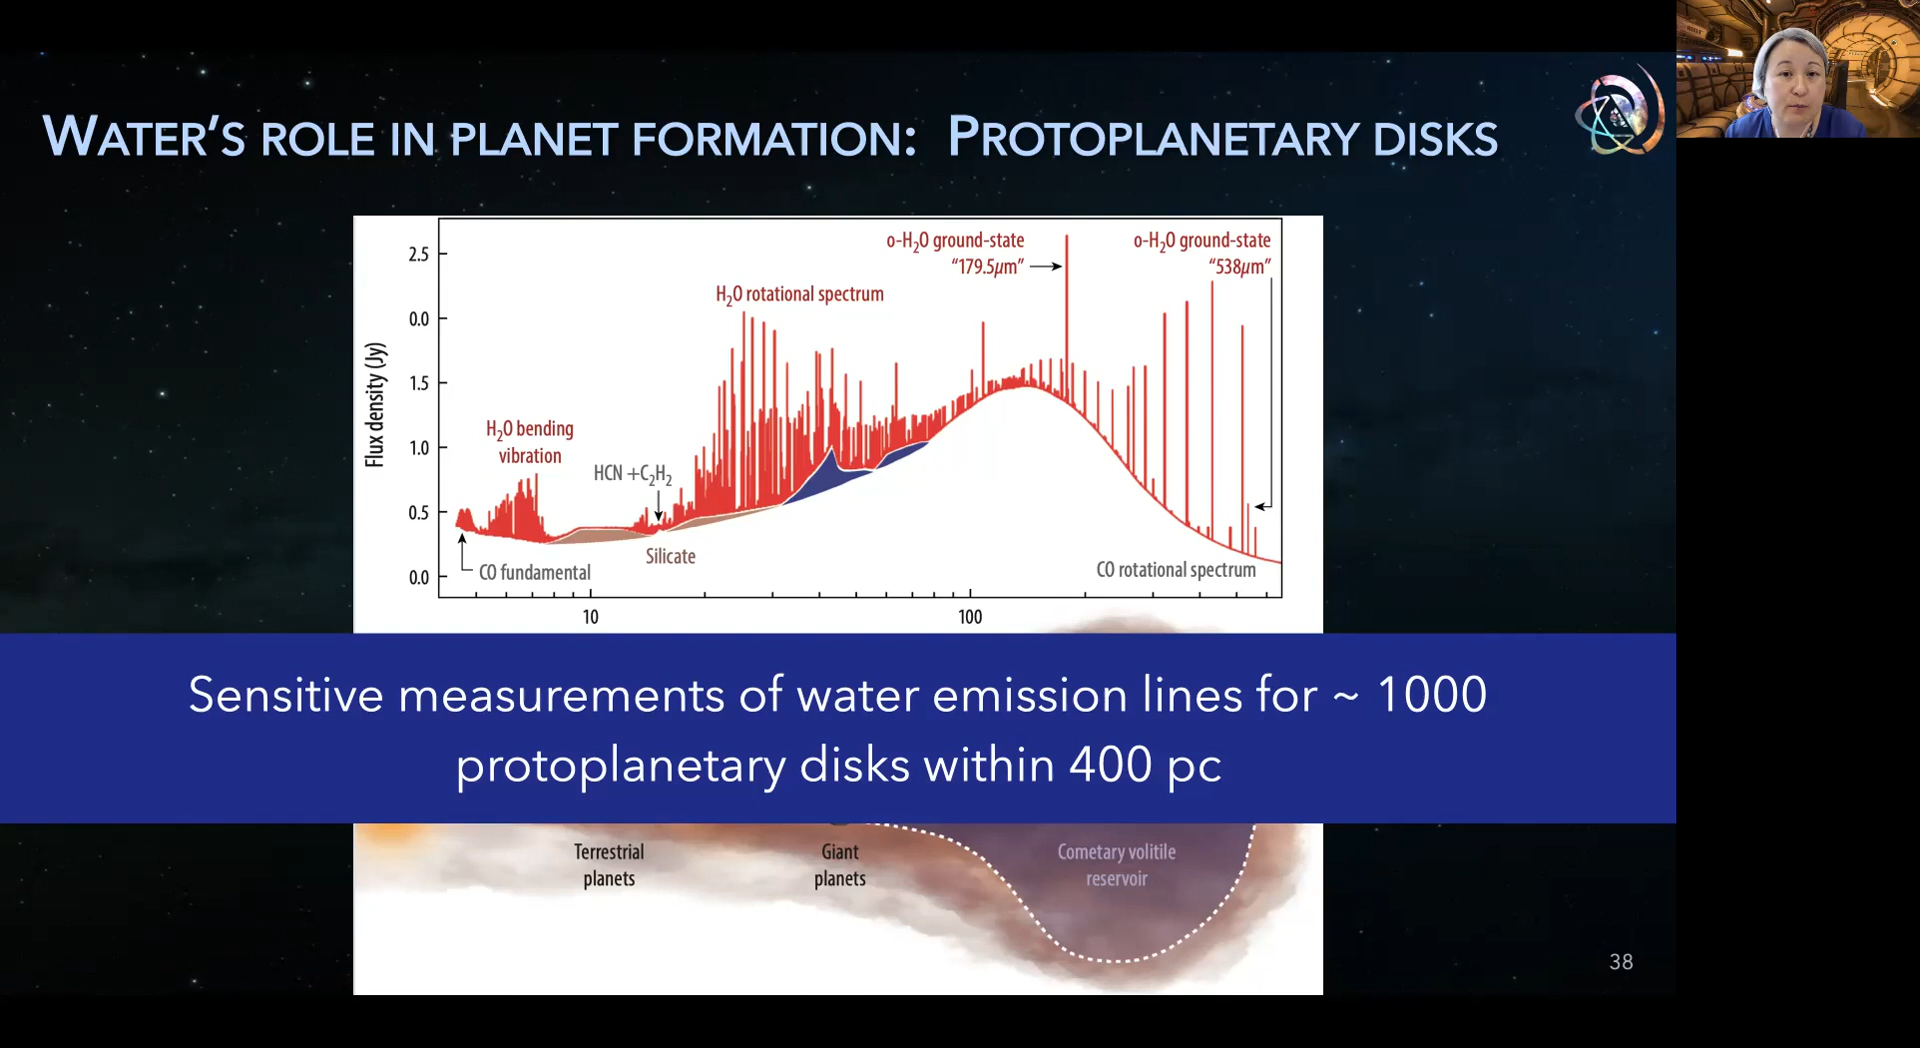 WATER'S ROLE IN PLANET FORMATION: PROTOPLANETARY DISKS
o-H₂O ground-state
"179.5μm"
o-H₂O ground-state
"538μm"
H₂O rotational spectrum
H₂O bending
vibration
HCN +C₂H₂
Silicate
CO fundamental
CO rotational spectrum
Flux density (Jy)
2.5
0.0
1.5
1.0
0.5
0.0
10
100
Sensitive measurements of water emission lines for ~ 1000
protoplanetary disks within 400 pc
Terrestrial
planets
Giant
planets
Cometary volitile
reservoir
38